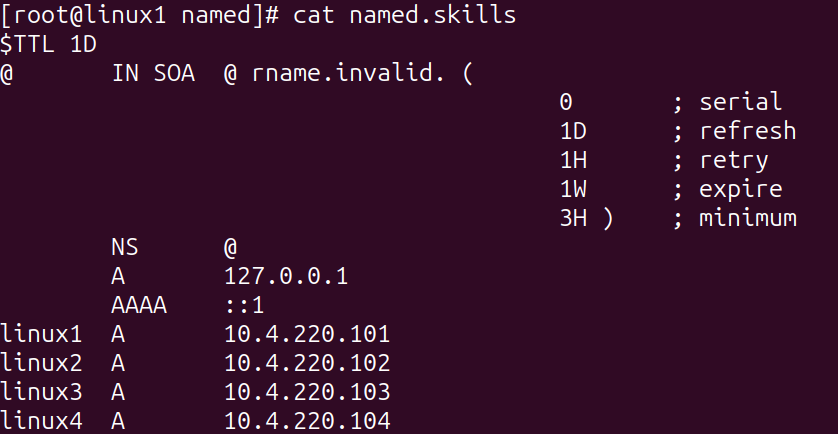 [root@linux1 named]# cat named.skills
$TTL 1D
@       IN SOA  @ rname.invalid. (
                                        0       ; serial
                                        1D      ; refresh
                                        1H      ; retry
                                        1W      ; expire
                                        3H )    ; minimum
        NS      @
        A       127.0.0.1
        AAAA    ::1
linux1  A       10.4.220.101
linux2  A       10.4.220.102
linux3  A       10.4.220.103
linux4  A       10.4.220.104